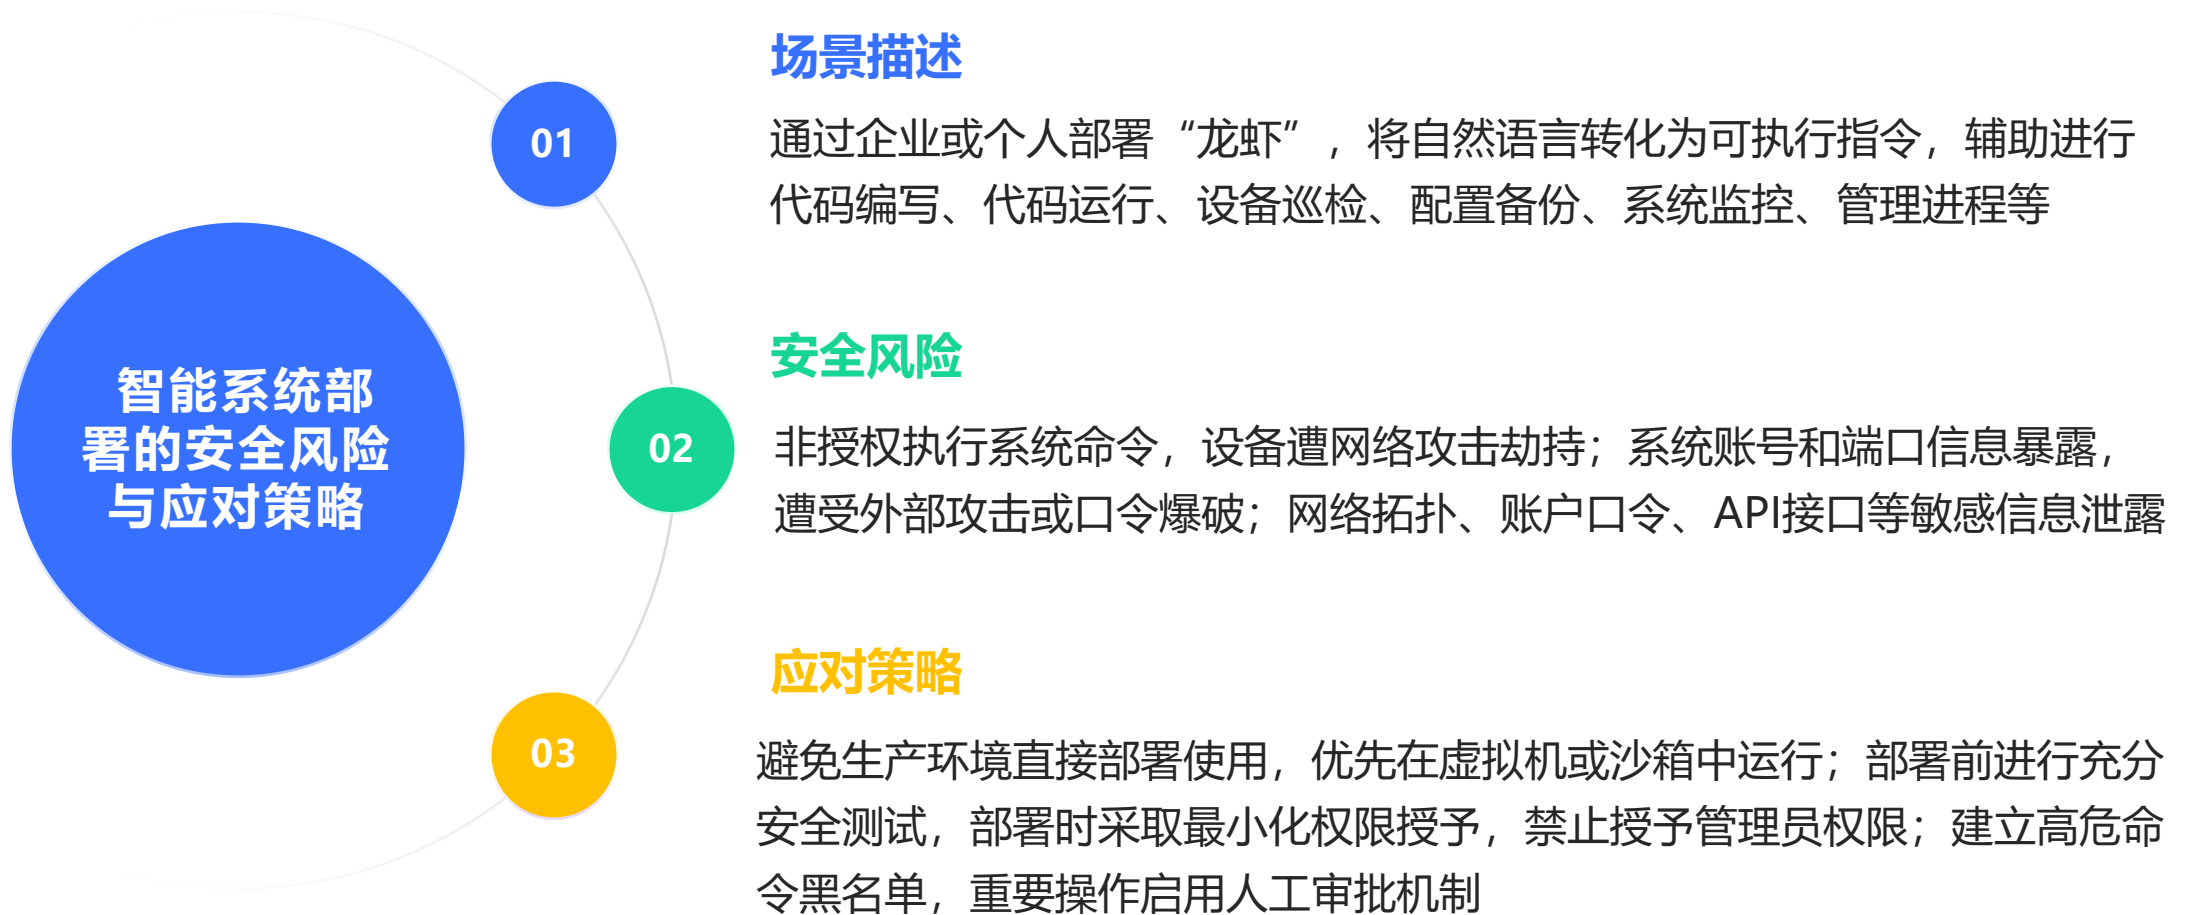 智能系统部
署的安全风险
与应对策略
01
场景描述
通过企业或个人部署“龙虾”，将自然语言转化为可执行指令，辅助进行
代码编写、代码运行、设备巡检、配置备份、系统监控、管理进程等
02
安全风险
非授权执行系统命令，设备遭网络攻击劫持；系统账号和端口信息暴露，
遭受外部攻击或口令爆破；网络拓扑、账户口令、API接口等敏感信息泄露
03
应对策略
避免生产环境直接部署使用，优先在虚拟机或沙箱中运行；部署前进行充分
安全测试，部署时采取最小化权限授予，禁止授予管理员权限；建立高危命
令黑名单，重要操作启用人工审批机制